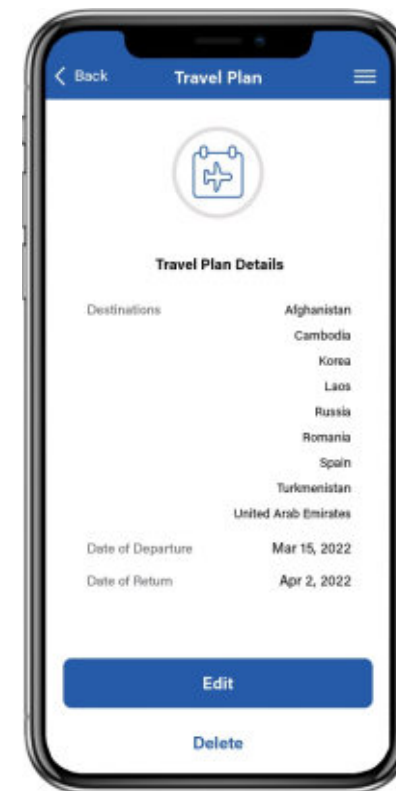 Back Travel Plan
Travel Plan Details
Destinations Afghanistan
Cambodia
Korea
Laos
Russia
Romania
Spain
Turkmenistan
United Arab Emirates
Date of Departure Mar 15, 2022
Date of Return Apr 2, 2022
Edit
Delete